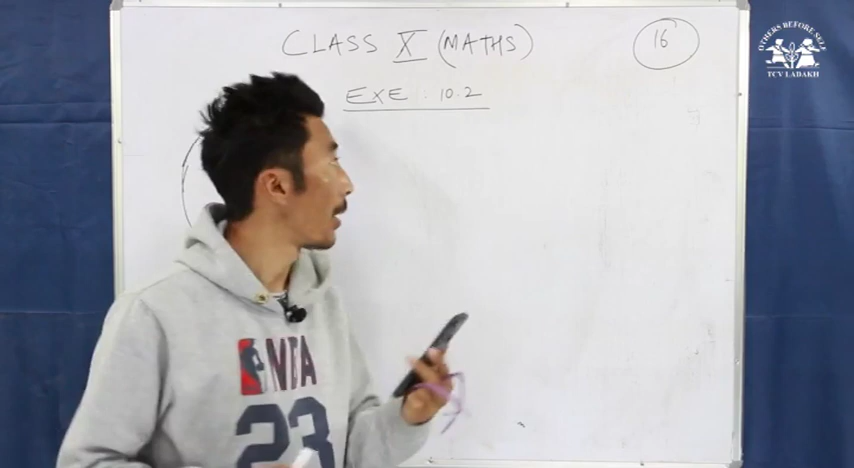 CLASS X (MATHS)
16
EXE. 10.2
OTHERS BEFORE SELF
TCV LADAKH
NBA
23